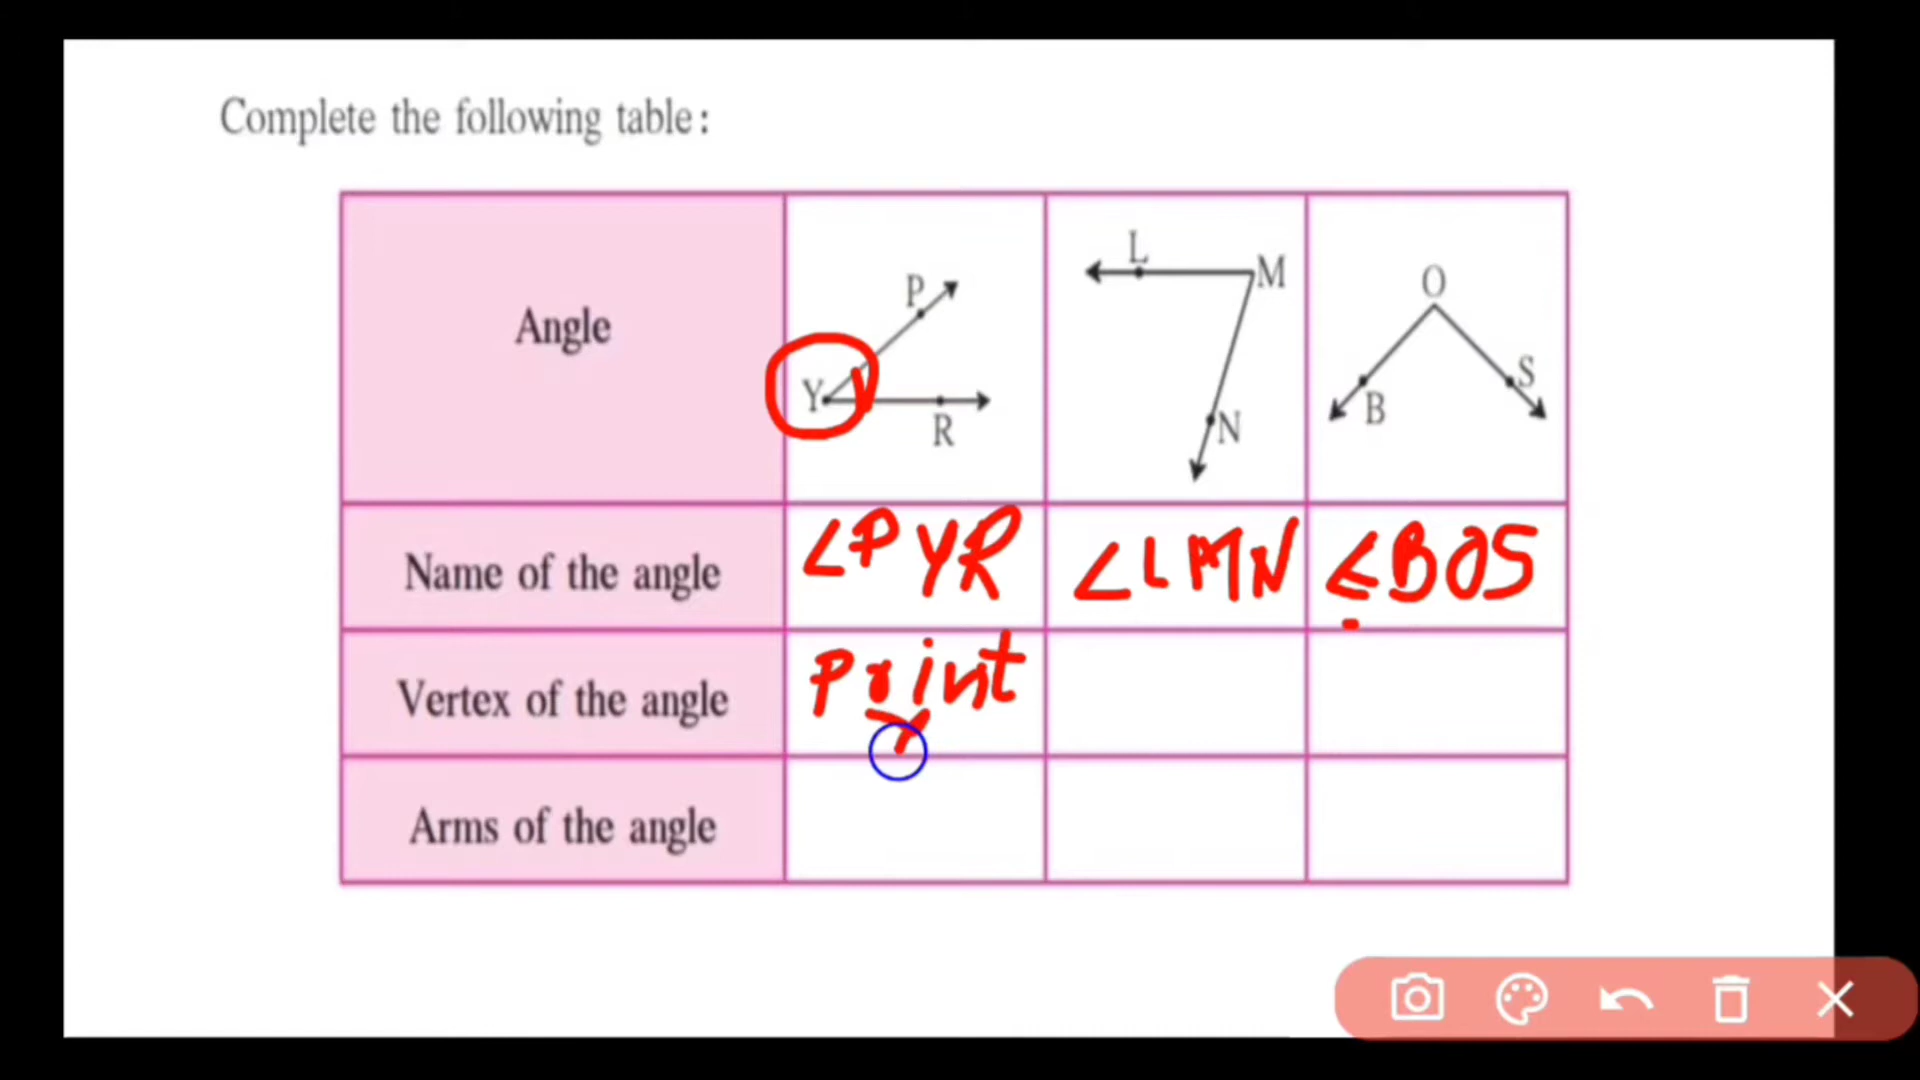 Complete the following table:
Angle
P
Y
R
L
M
N
O
B
S
Name of the angle
∠PYR
∠LMN
∠BOS
Vertex of the angle
Point
Y
Arms of the angle